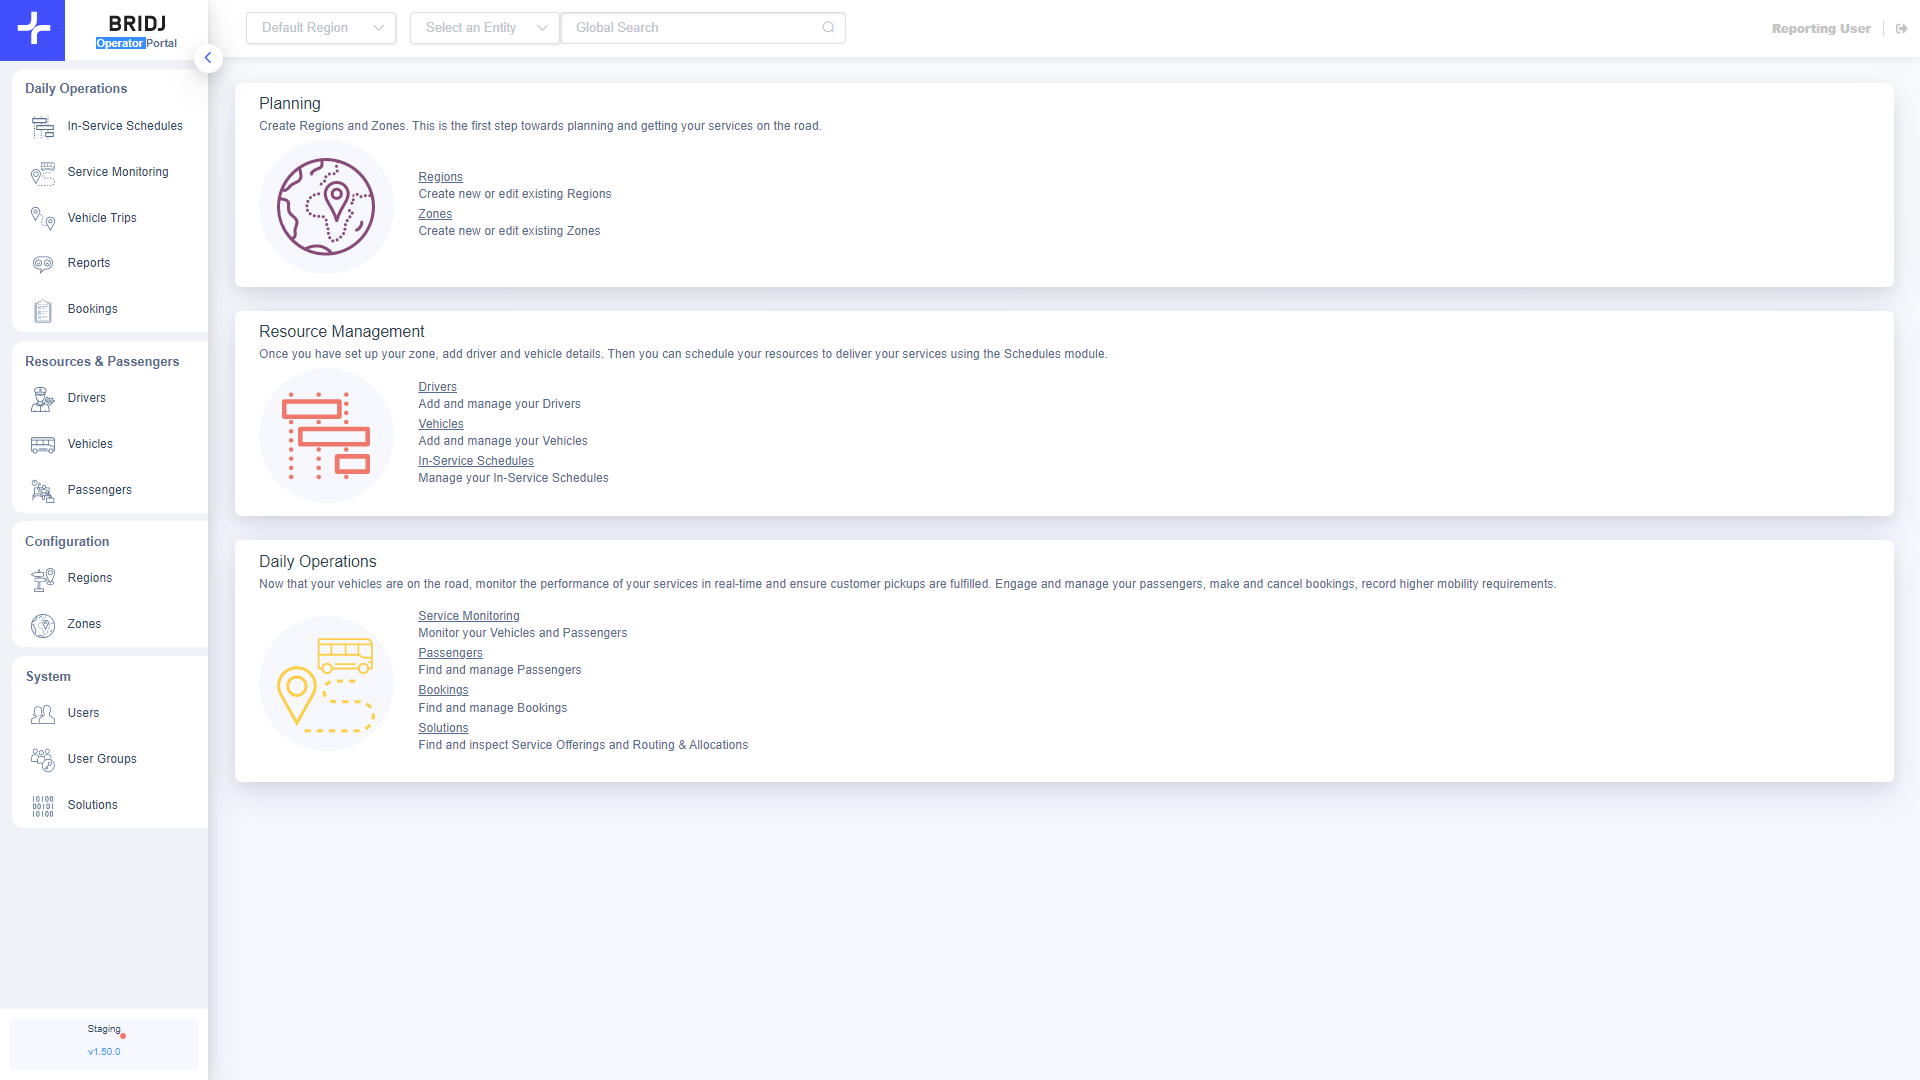 BRIDJ
Operator Portal
Default Region
Select an Entity
Global Search
Reporting User
Daily Operations
In-Service Schedules
Service Monitoring
Vehicle Trips
Reports
Bookings
Resources & Passengers
Drivers
Vehicles
Passengers
Configuration
Regions
Zones
System
Users
User Groups
10100
00101
10100
Solutions
Staging
v1.50.0
Planning
Create Regions and Zones. This is the first step towards planning and getting your services on the road.
Regions
Create new or edit existing Regions
Zones
Create new or edit existing Zones
Resource Management
Once you have set up your zone, add driver and vehicle details. Then you can schedule your resources to deliver your services using the Schedules module.
Drivers
Add and manage your Drivers
Vehicles
Add and manage your Vehicles
In-Service Schedules
Manage your In-Service Schedules
Daily Operations
Now that your vehicles are on the road, monitor the performance of your services in real-time and ensure customer pickups are fulfilled. Engage and manage your passengers, make and cancel bookings, record higher mobility requirements.
Service Monitoring
Monitor your Vehicles and Passengers
Passengers
Find and manage Passengers
Bookings
Find and manage Bookings
Solutions
Find and inspect Service Offerings and Routing & Allocations